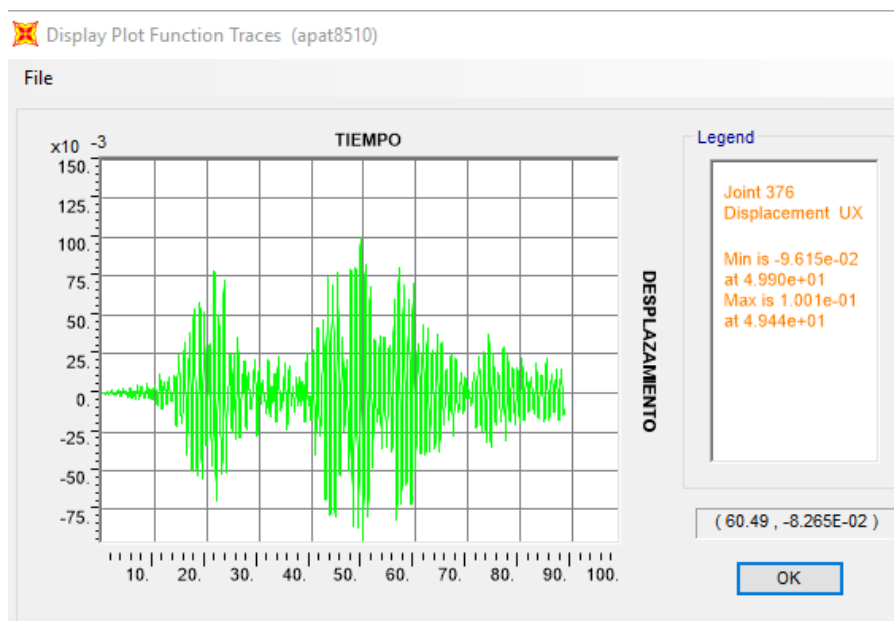 Display Plot Function Traces (apat8510)
File
TIEMPO
x10 -3
150.
125.
100.
75.
50.
25.
0.
-25.
-50.
-75.
10. 20. 30. 40. 50. 60. 70. 80. 90. 100.
DESPLAZAMIENTO
Legend
Joint 376
Displacement UX
Min is -9.615e-02
at 4.990e+01
Max is 1.001e-01
at 4.944e+01
( 60.49 , -8.265E-02 )
OK